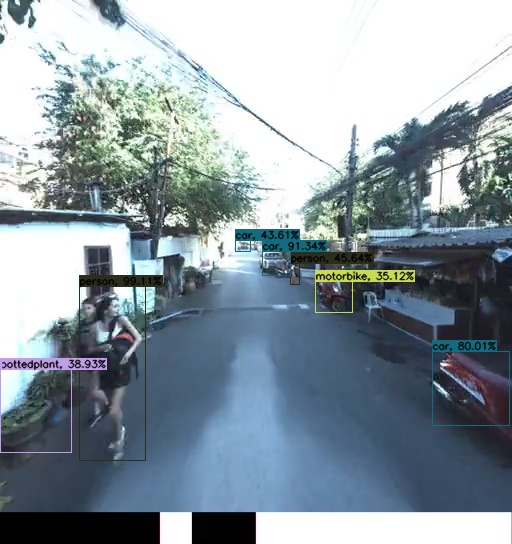 car, 43.61%
car, 91.34%
person, 45.64%
motorbike, 35.12%
person, 99.11%
car, 80.01%
pottedplant, 38.93%